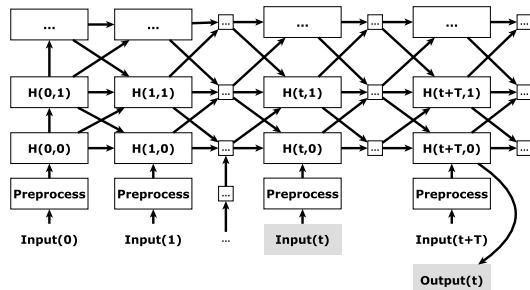 ... ... ... ... ... ... ...
H(0,1) H(1,1) ... H(t,1) ... H(t+T,1) ...
H(0,0) H(1,0) ... H(t,0) ... H(t+T,0) ...
Preprocess Preprocess ... Preprocess Preprocess
Input(0) Input(1) ... Input(t) Input(t+T)
Output(t)